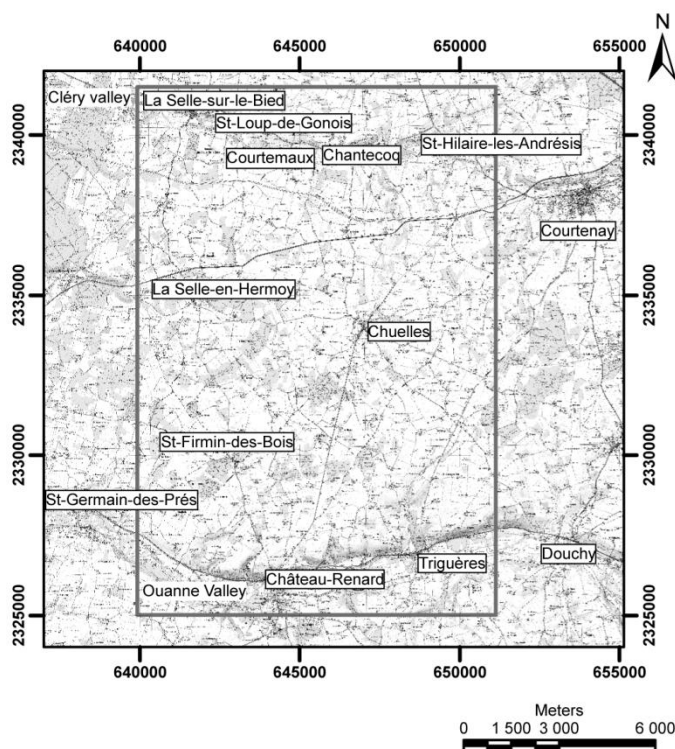 N
640000 645000 650000 655000
Cléry valley
La Selle-sur-le-Bied
St-Loup-de-Gonois
2340000
St-Hilaire-les-Andrésis
2340000
Courtemaux
Chantecoq
Courtenay
2335000
La Selle-en-Hermoy
2335000
Chuelles
2330000
St-Firmin-des-Bois
2330000
St-Germain-des-Prés
Triguères
Douchy
Château-Renard
Ouanne Valley
2325000
2325000
640000 645000 650000 655000
Meters
0 1 500 3 000 6 000